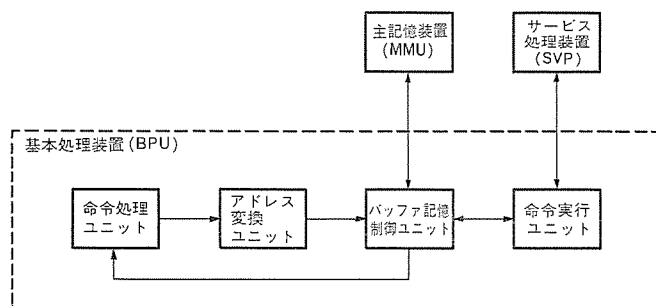 主記憶装置
(MMU)
サービス
処理装置
(SVP)
基本処理装置(BPU)
命令処理
ユニット
アドレス
変換
ユニット
バッファ記憶
制御ユニット
命令実行
ユニット